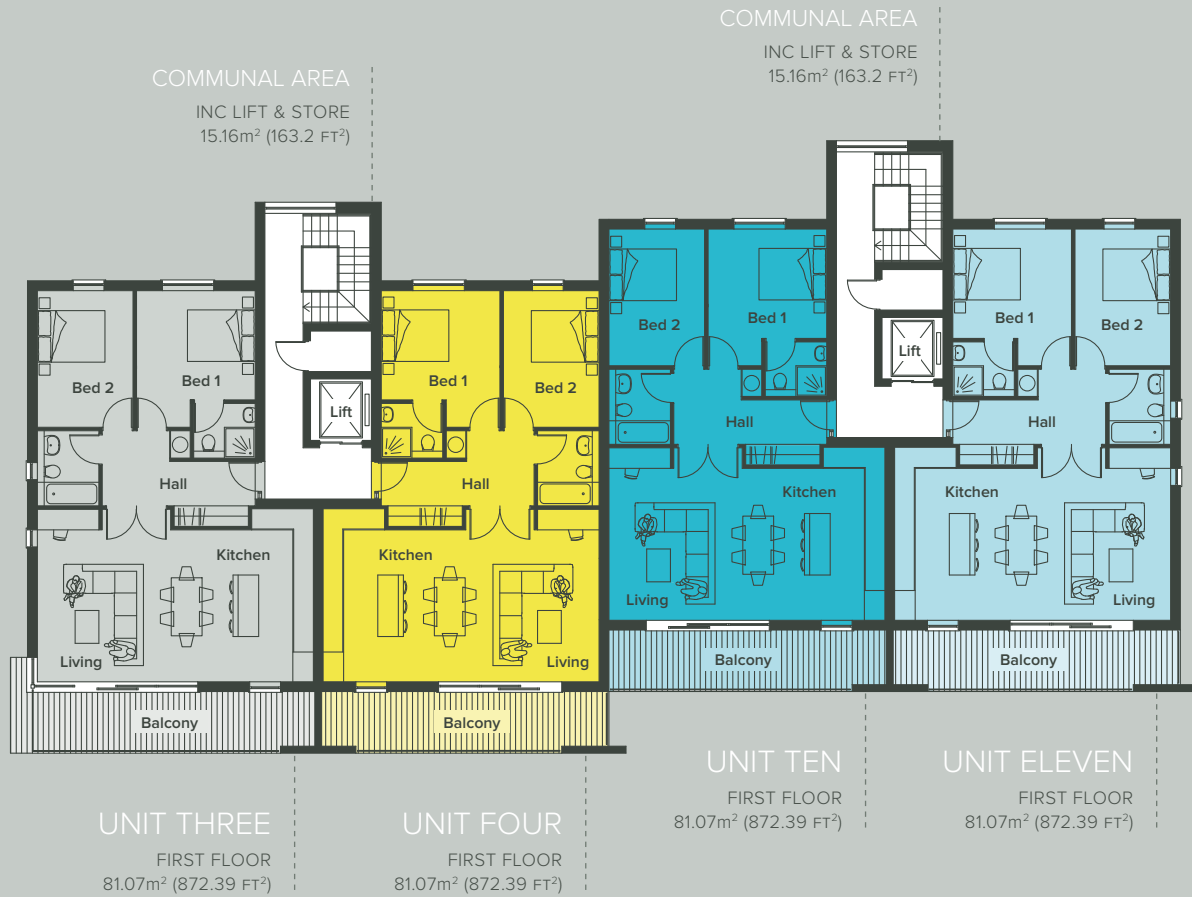 COMMUNAL AREA
INC LIFT & STORE
15.16m² (163.2 FT²)
COMMUNAL AREA
INC LIFT & STORE
15.16m² (163.2 FT²)
Bed 2
Bed 1
Lift
Bed 1
Bed 2
Hall
Hall
Kitchen
Kitchen
Living
Living
Balcony
Balcony
Bed 2
Bed 1
Lift
Bed 1
Bed 2
Hall
Hall
Kitchen
Kitchen
Living
Living
Balcony
Balcony
UNIT THREE
FIRST FLOOR
81.07m² (872.39 FT²)
UNIT FOUR
FIRST FLOOR
81.07m² (872.39 FT²)
UNIT TEN
FIRST FLOOR
81.07m² (872.39 FT²)
UNIT ELEVEN
FIRST FLOOR
81.07m² (872.39 FT²)